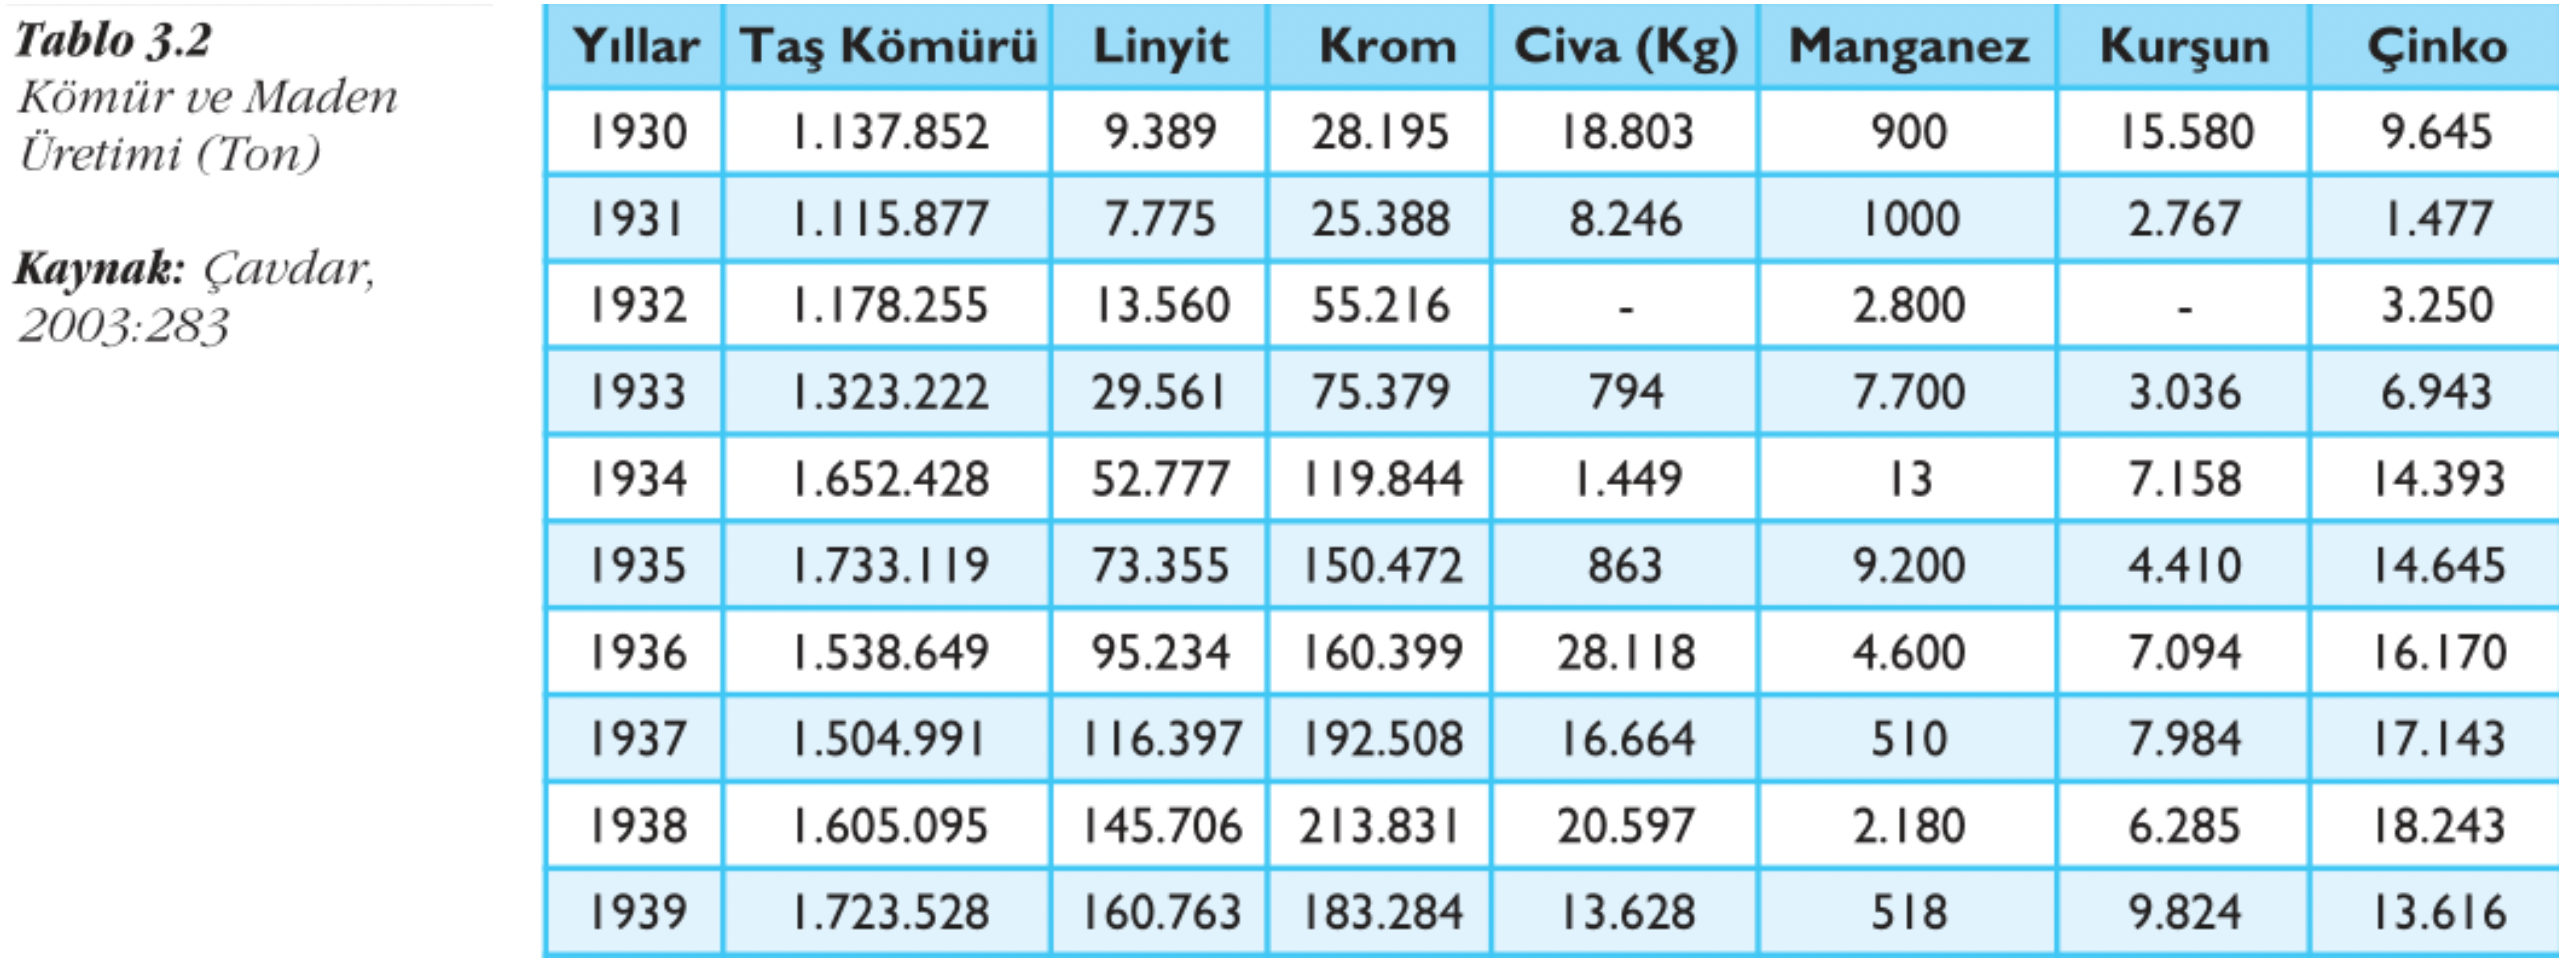 Tablo 3.2
Kömür ve Maden
Üretimi (Ton)
Kaynak: Çavdar,
2003:283
Yıllar Taş Kömürü Linyit Krom Civa (Kg) Manganez Kurşun Çinko
1930 1.137.852 9.389 28.195 18.803 900 15.580 9.645
1931 1.115.877 7.775 25.388 8.246 1000 2.767 1.477
1932 1.178.255 13.560 55.216 - 2.800 - 3.250
1933 1.323.222 29.561 75.379 794 7.700 3.036 6.943
1934 1.652.428 52.777 119.844 1.449 13 7.158 14.393
1935 1.733.119 73.355 150.472 863 9.200 4.410 14.645
1936 1.538.649 95.234 160.399 28.118 4.600 7.094 16.170
1937 1.504.991 116.397 192.508 16.664 510 7.984 17.143
1938 1.605.095 145.706 213.831 20.597 2.180 6.285 18.243
1939 1.723.528 160.763 183.284 13.628 518 9.824 13.616